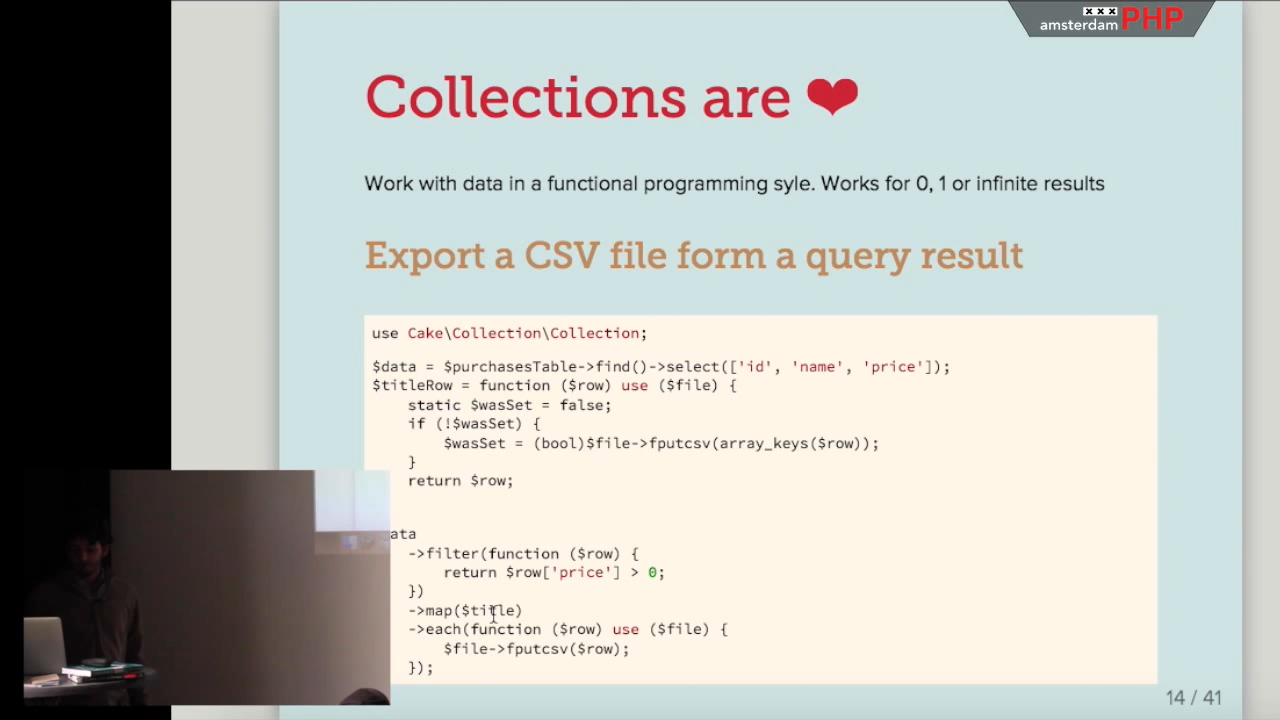 xxx
amsterdam PHP
Collections are ❤
Work with data in a functional programming syle. Works for 0, 1 or infinite results
Export a CSV file form a query result
use Cake\Collection\Collection;
$data = $purchasesTable->find()->select(['id', 'name', 'price']);
$titleRow = function ($row) use ($file) {
    static $wasSet = false;
    if (!$wasSet) {
        $wasSet = (bool)$file->fputcsv(array_keys($row));
    }
    return $row;
ata
    ->filter(function ($row) {
        return $row['price'] > 0;
    })
    ->map($title)
    ->each(function ($row) use ($file) {
        $file->fputcsv($row);
    });
14 / 41